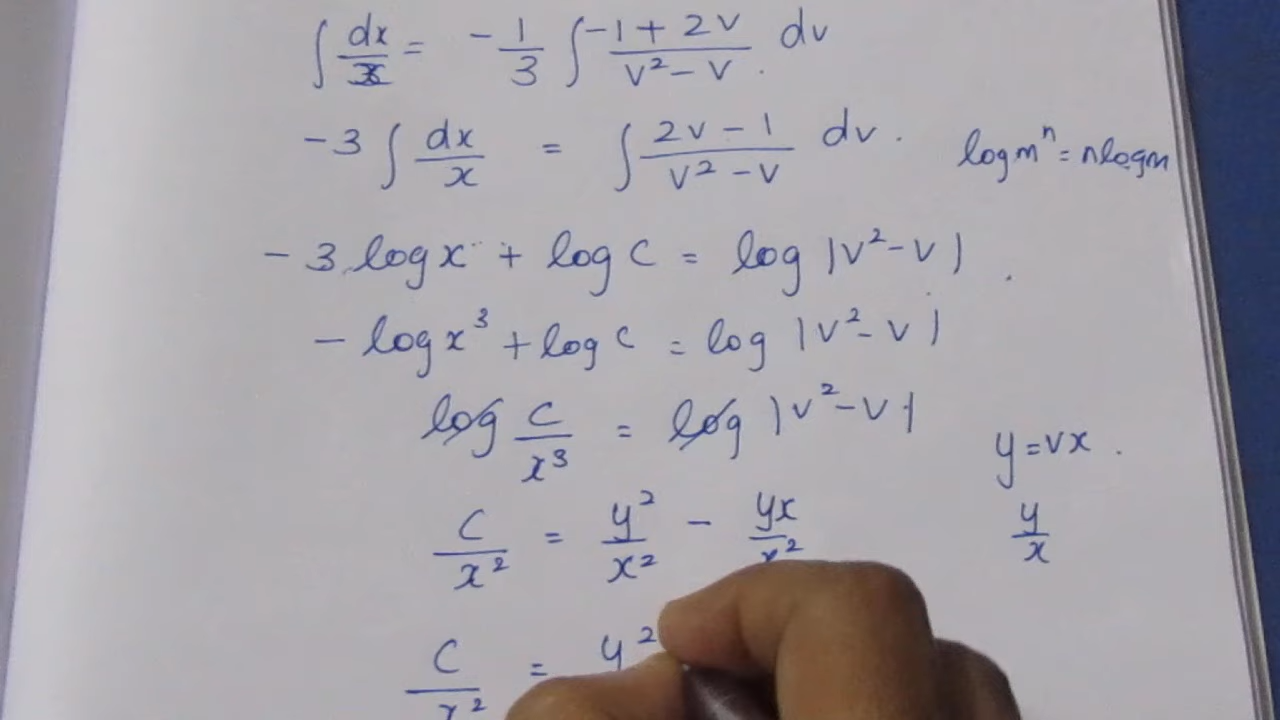 ∫ dx/x = -1/3 ∫ -1 + 2v / v² - v . dv
-3 ∫ dx/x = ∫ 2v - 1 / v² - v dv .
log mⁿ = n log m
- 3 log x + log c = log |v² - v| .
- log x³ + log c = log |v² - v|
log c/x³ = log |v² - v|
y = vx .
c/x² = y²/x² - yx/x²
y/x
c/x² = y²